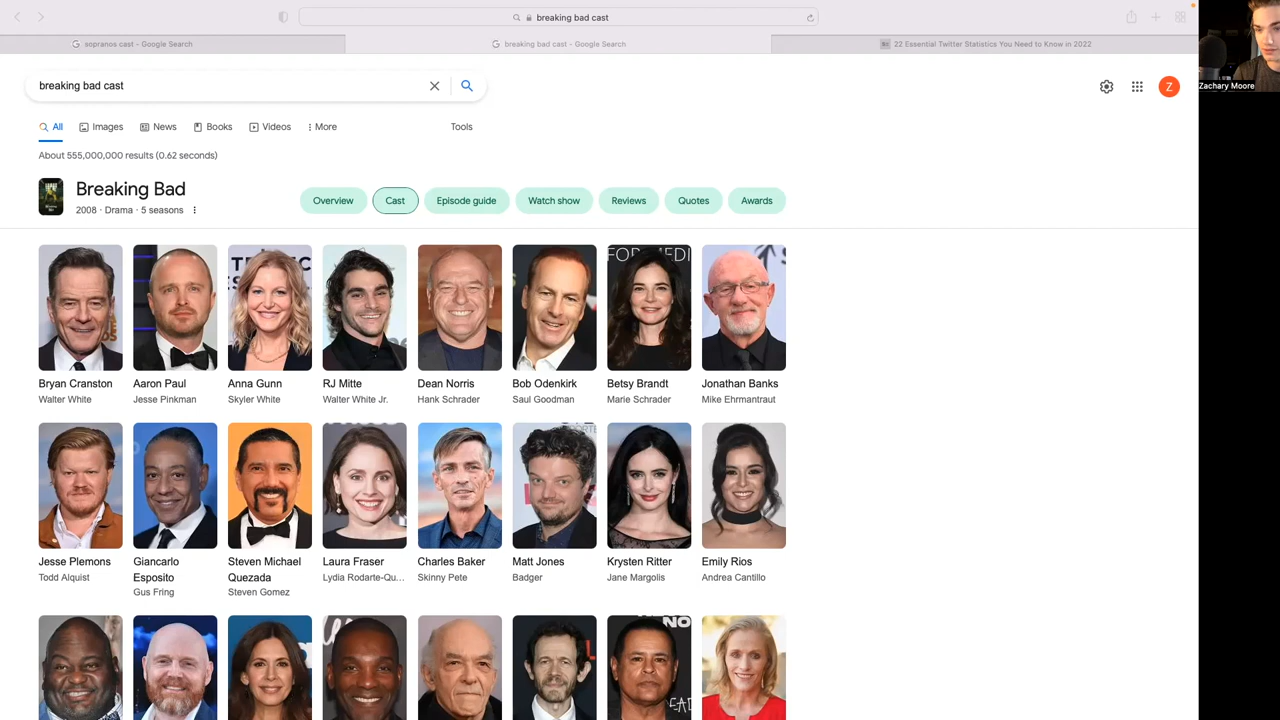 breaking bad cast
sopranos cast - Google Search
breaking bad cast - Google Search
22 Essential Twitter Statistics You Need to Know in 2022
Zachary Moore
breaking bad cast
Z
All Images News Books Videos More Tools
About 555,000,000 results (0.62 seconds)
Breaking Bad
2008 · Drama · 5 seasons
Overview Cast Episode guide Watch show Reviews Quotes Awards
FOR MEDI
Bryan Cranston Aaron Paul Anna Gunn RJ Mitte Dean Norris Bob Odenkirk Betsy Brandt Jonathan Banks
Walter White Jesse Pinkman Skyler White Walter White Jr. Hank Schrader Saul Goodman Marie Schrader Mike Ehrmantraut
Jesse Plemons Giancarlo Steven Michael Laura Fraser Charles Baker Matt Jones Krysten Ritter Emily Rios
Todd Alquist Esposito Quezada Lydia Rodarte-Qu... Skinny Pete Badger Jane Margolis Andrea Cantillo
Gus Fring Steven Gomez
NO